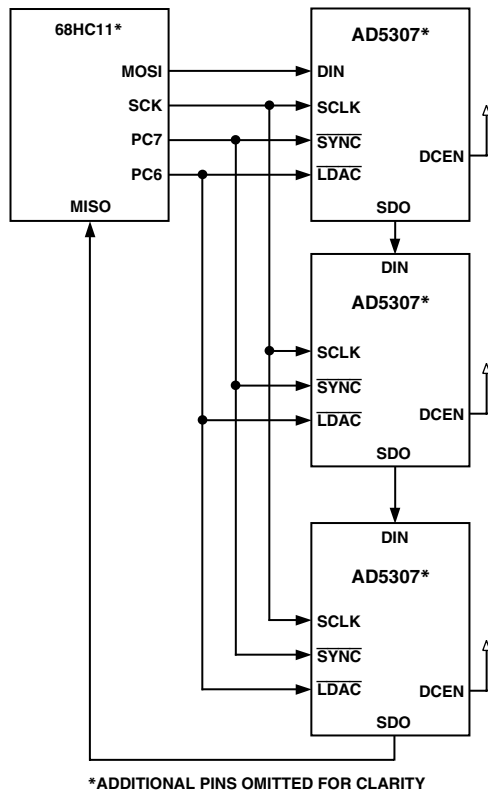 68HC11*
MOSI
SCK
PC7
PC6
MISO
AD5307*
DIN
SCLK
SYNC
LDAC
DCEN
SDO
DIN
AD5307*
SCLK
SYNC
LDAC
DCEN
SDO
DIN
AD5307*
SCLK
SYNC
LDAC
DCEN
SDO
*ADDITIONAL PINS OMITTED FOR CLARITY